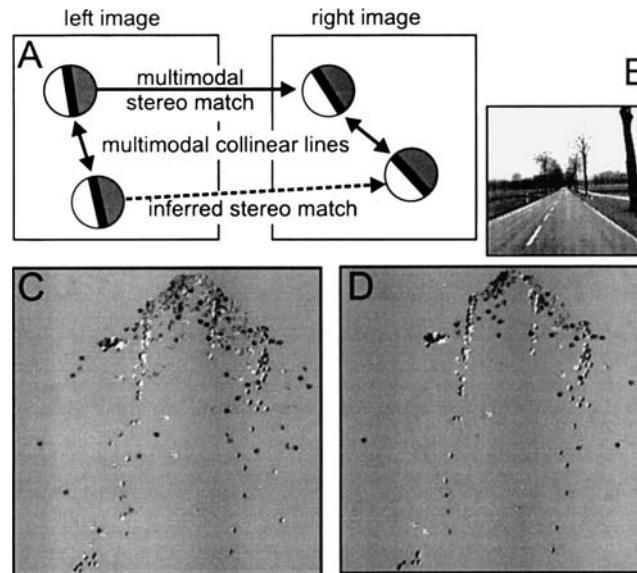 left image
right image
A
multimodal
stereo match
multimodal collinear lines
inferred stereo match
C
D